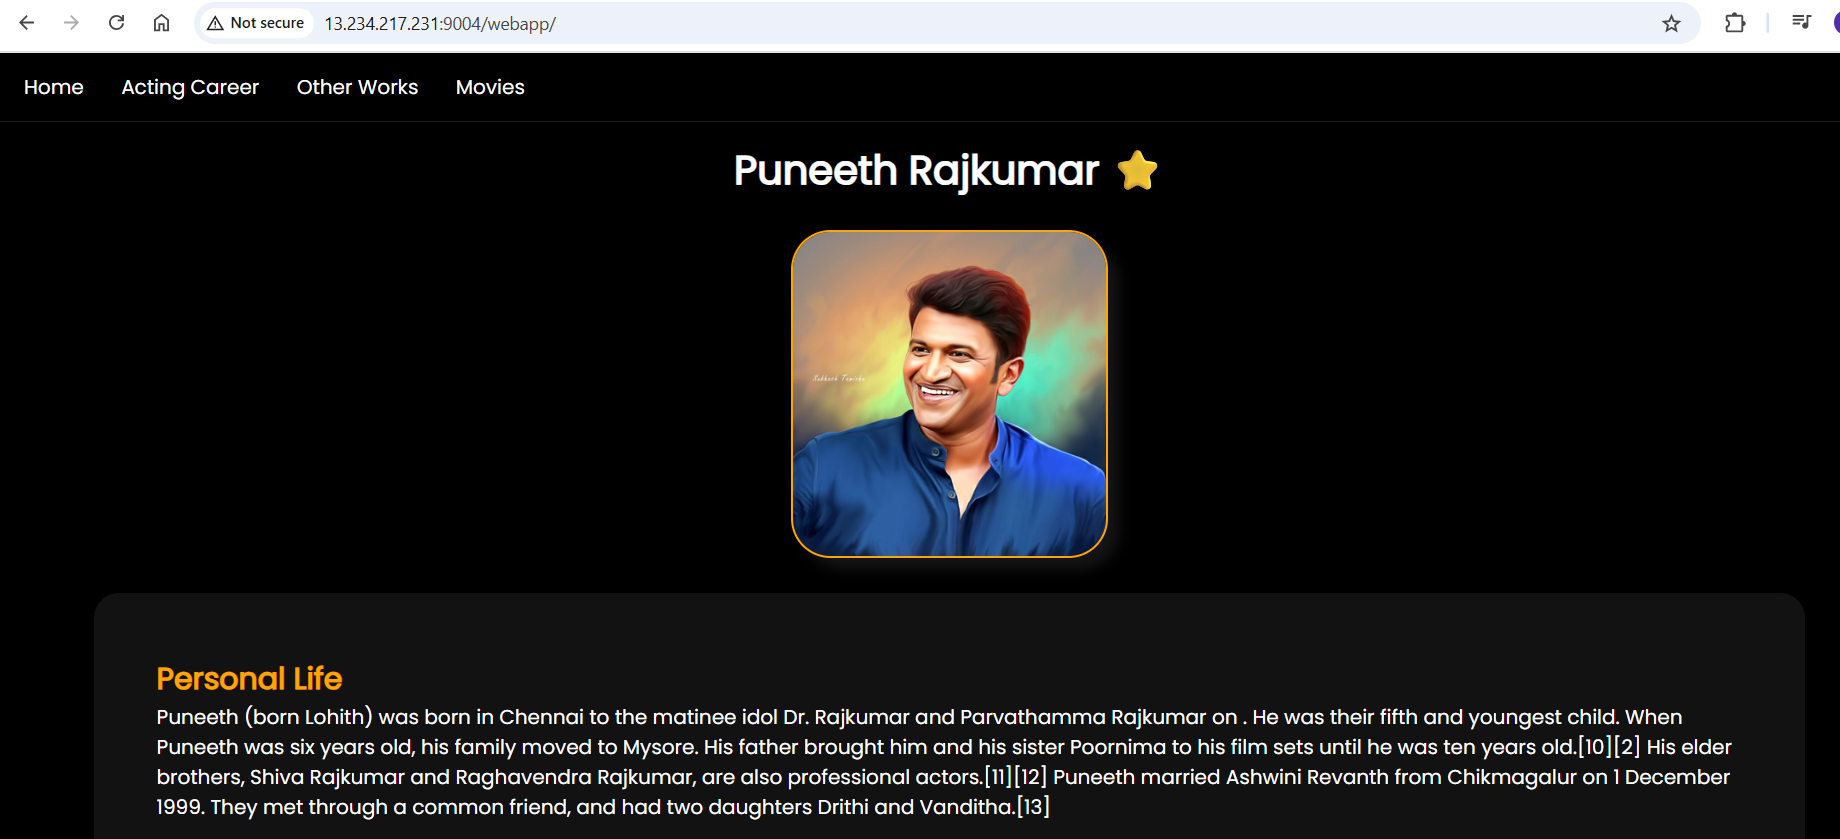 Not secure 13.234.217.231:9004/webapp/
Home Acting Career Other Works Movies
Puneeth Rajkumar
Personal Life
Puneeth (born Lohith) was born in Chennai to the matinee idol Dr. Rajkumar and Parvathamma Rajkumar on . He was their fifth and youngest child. When
Puneeth was six years old, his family moved to Mysore. His father brought him and his sister Poornima to his film sets until he was ten years old.[10][2] His elder
brothers, Shiva Rajkumar and Raghavendra Rajkumar, are also professional actors.[11][12] Puneeth married Ashwini Revanth from Chikmagalur on 1 December
1999. They met through a common friend, and had two daughters Drithi and Vanditha.[13]